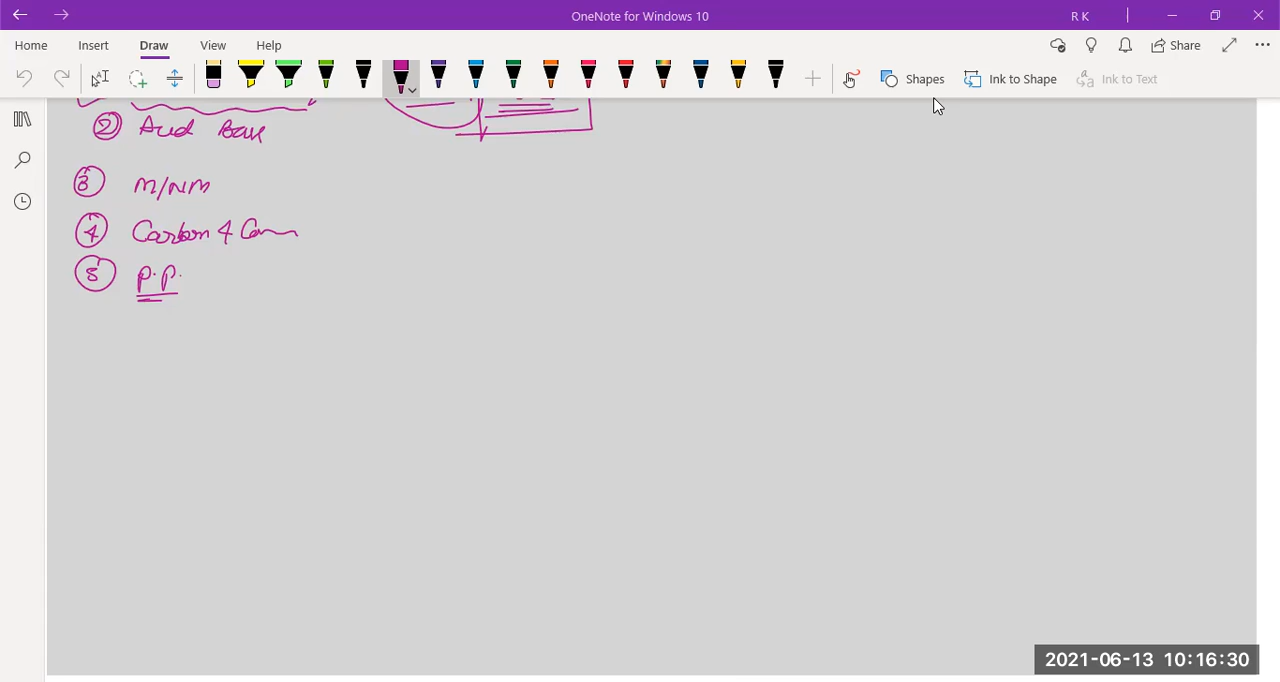 OneNote for Windows 10
R K
Home Insert Draw View Help
Share
Shapes
Ink to Shape
Ink to Text
② Acid Base
③ M/NM
④ Carbon &
⑤ P.P.
2021-06-13 10:16:30